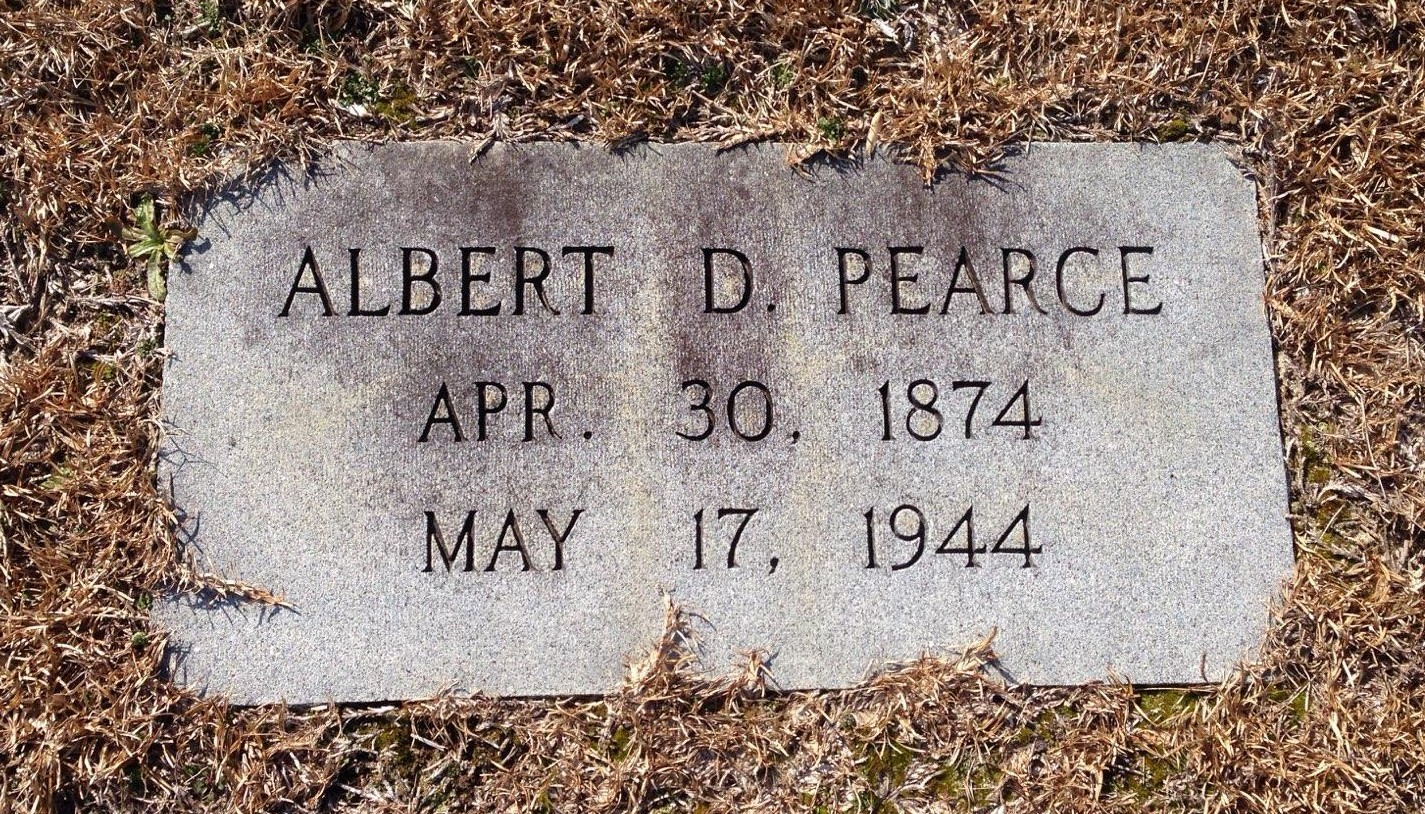 ALBERT D. PEARCE
APR. 30, 1874
MAY 17, 1944